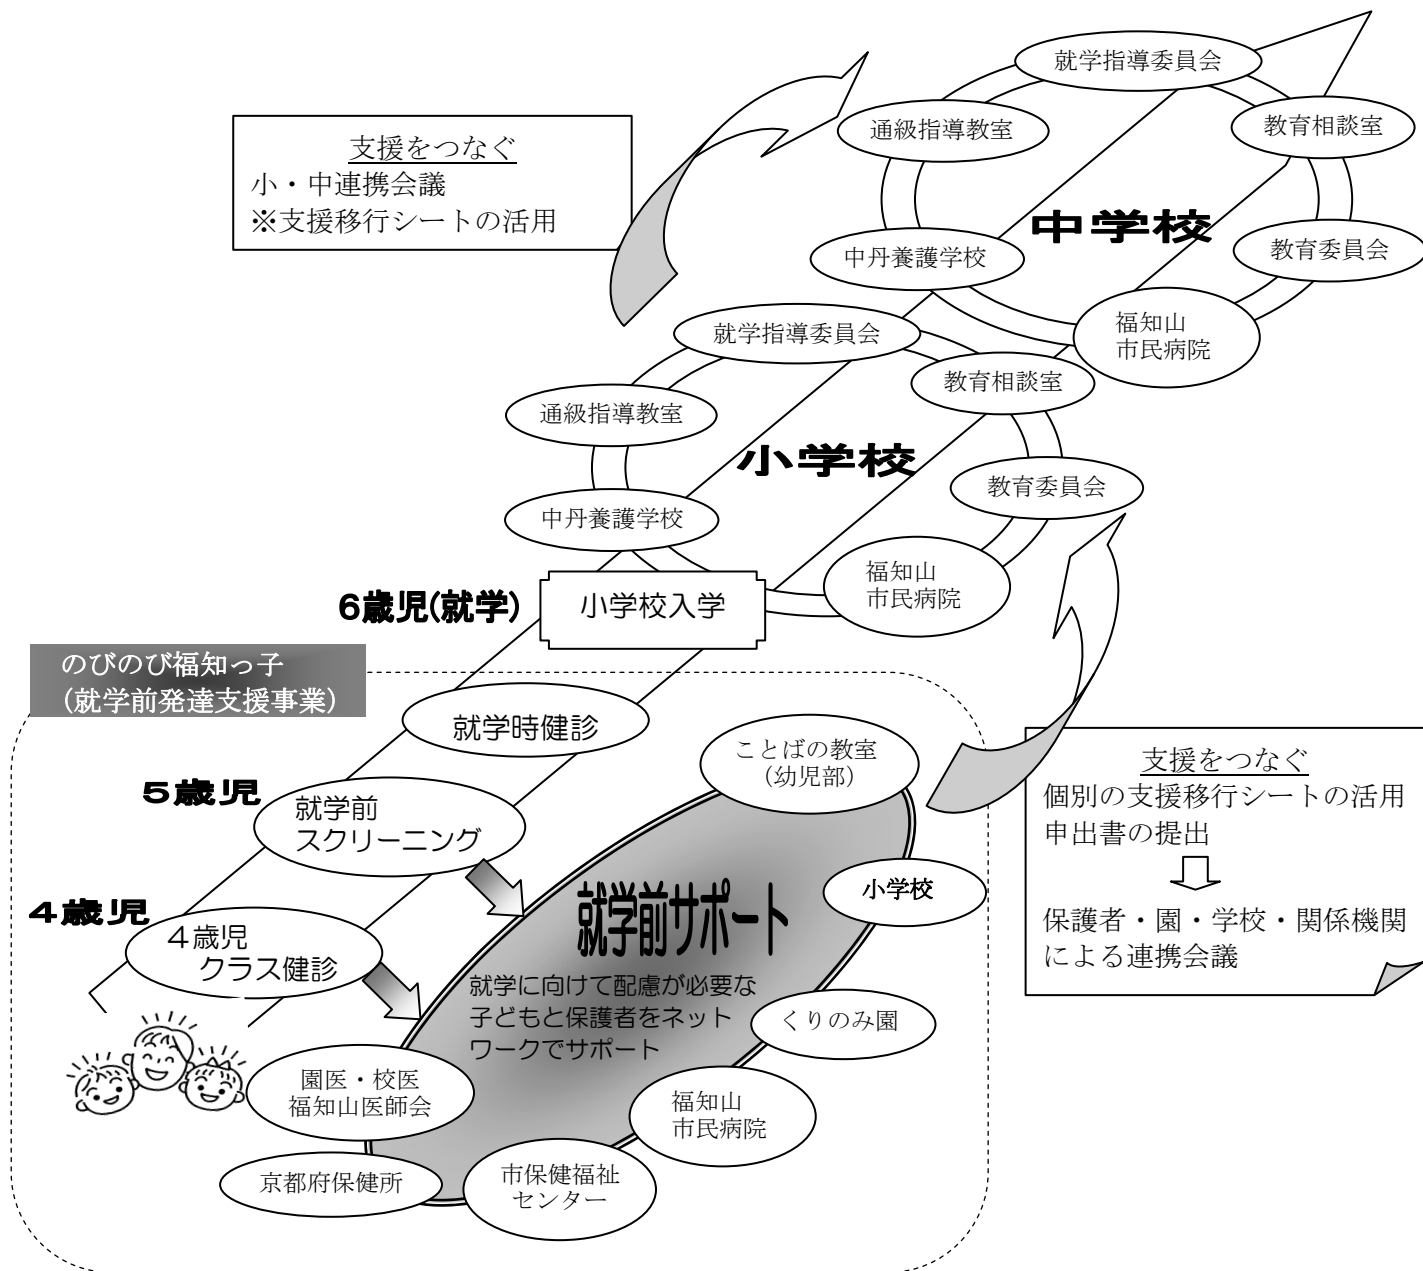 就学指導委員会
通級指導教室
教育相談室
中学校
中丹養護学校
教育委員会
福知山
市民病院
支援をつなぐ
小・中連携会議
※支援移行シートの活用
就学指導委員会
教育相談室
通級指導教室
小学校
教育委員会
中丹養護学校
福知山
市民病院
6歳児(就学)
小学校入学
のびのび福知っ子
(就学前発達支援事業)
就学時健診
5歳児
就学前
スクリーニング
4歳児
4歳児
クラス健診
ことばの教室
(幼児部)
小学校
就学前サポート
就学に向けて配慮が必要な
子どもと保護者をネット
ワークでサポート
くりのみ園
園医・校医
福知山医師会
福知山
市民病院
京都府保健所
市保健福祉
センター
支援をつなぐ
個別の支援移行シートの活用
申出書の提出
保護者・園・学校・関係機関
による連携会議